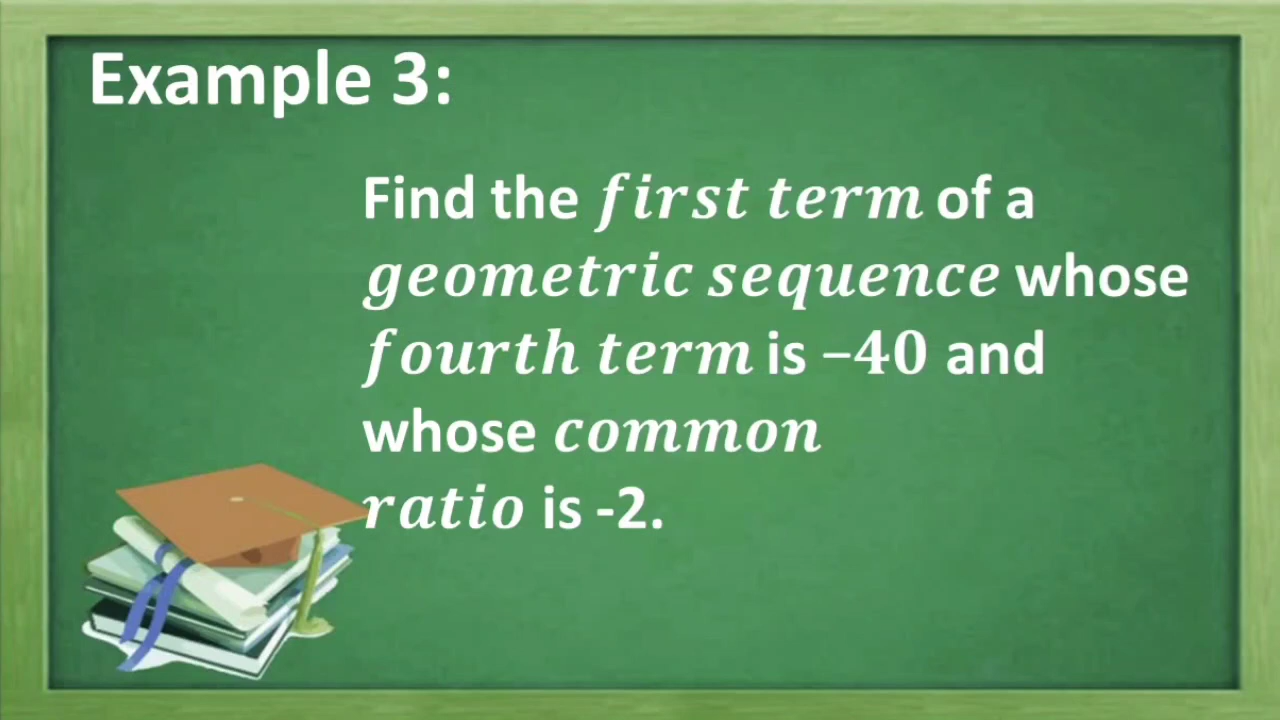 Example 3:
Find the first term of a
geometric sequence whose
fourth term is –40 and
whose common
ratio is -2.